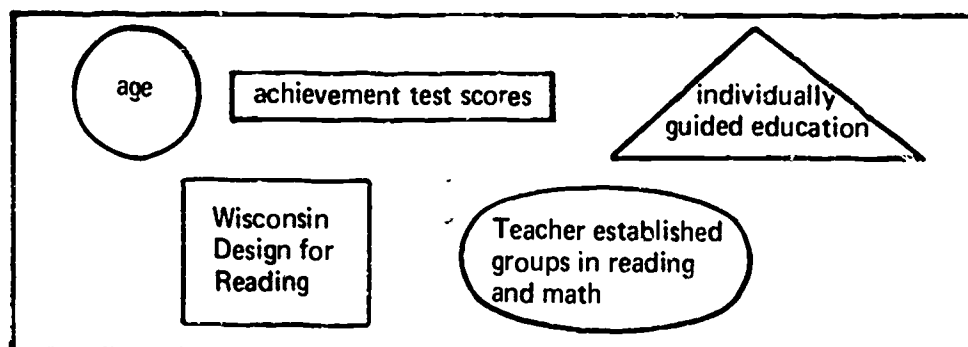 age
achievement test scores
individually
guided education
Wisconsin
Design for
Reading
Teacher established
groups in reading
and math